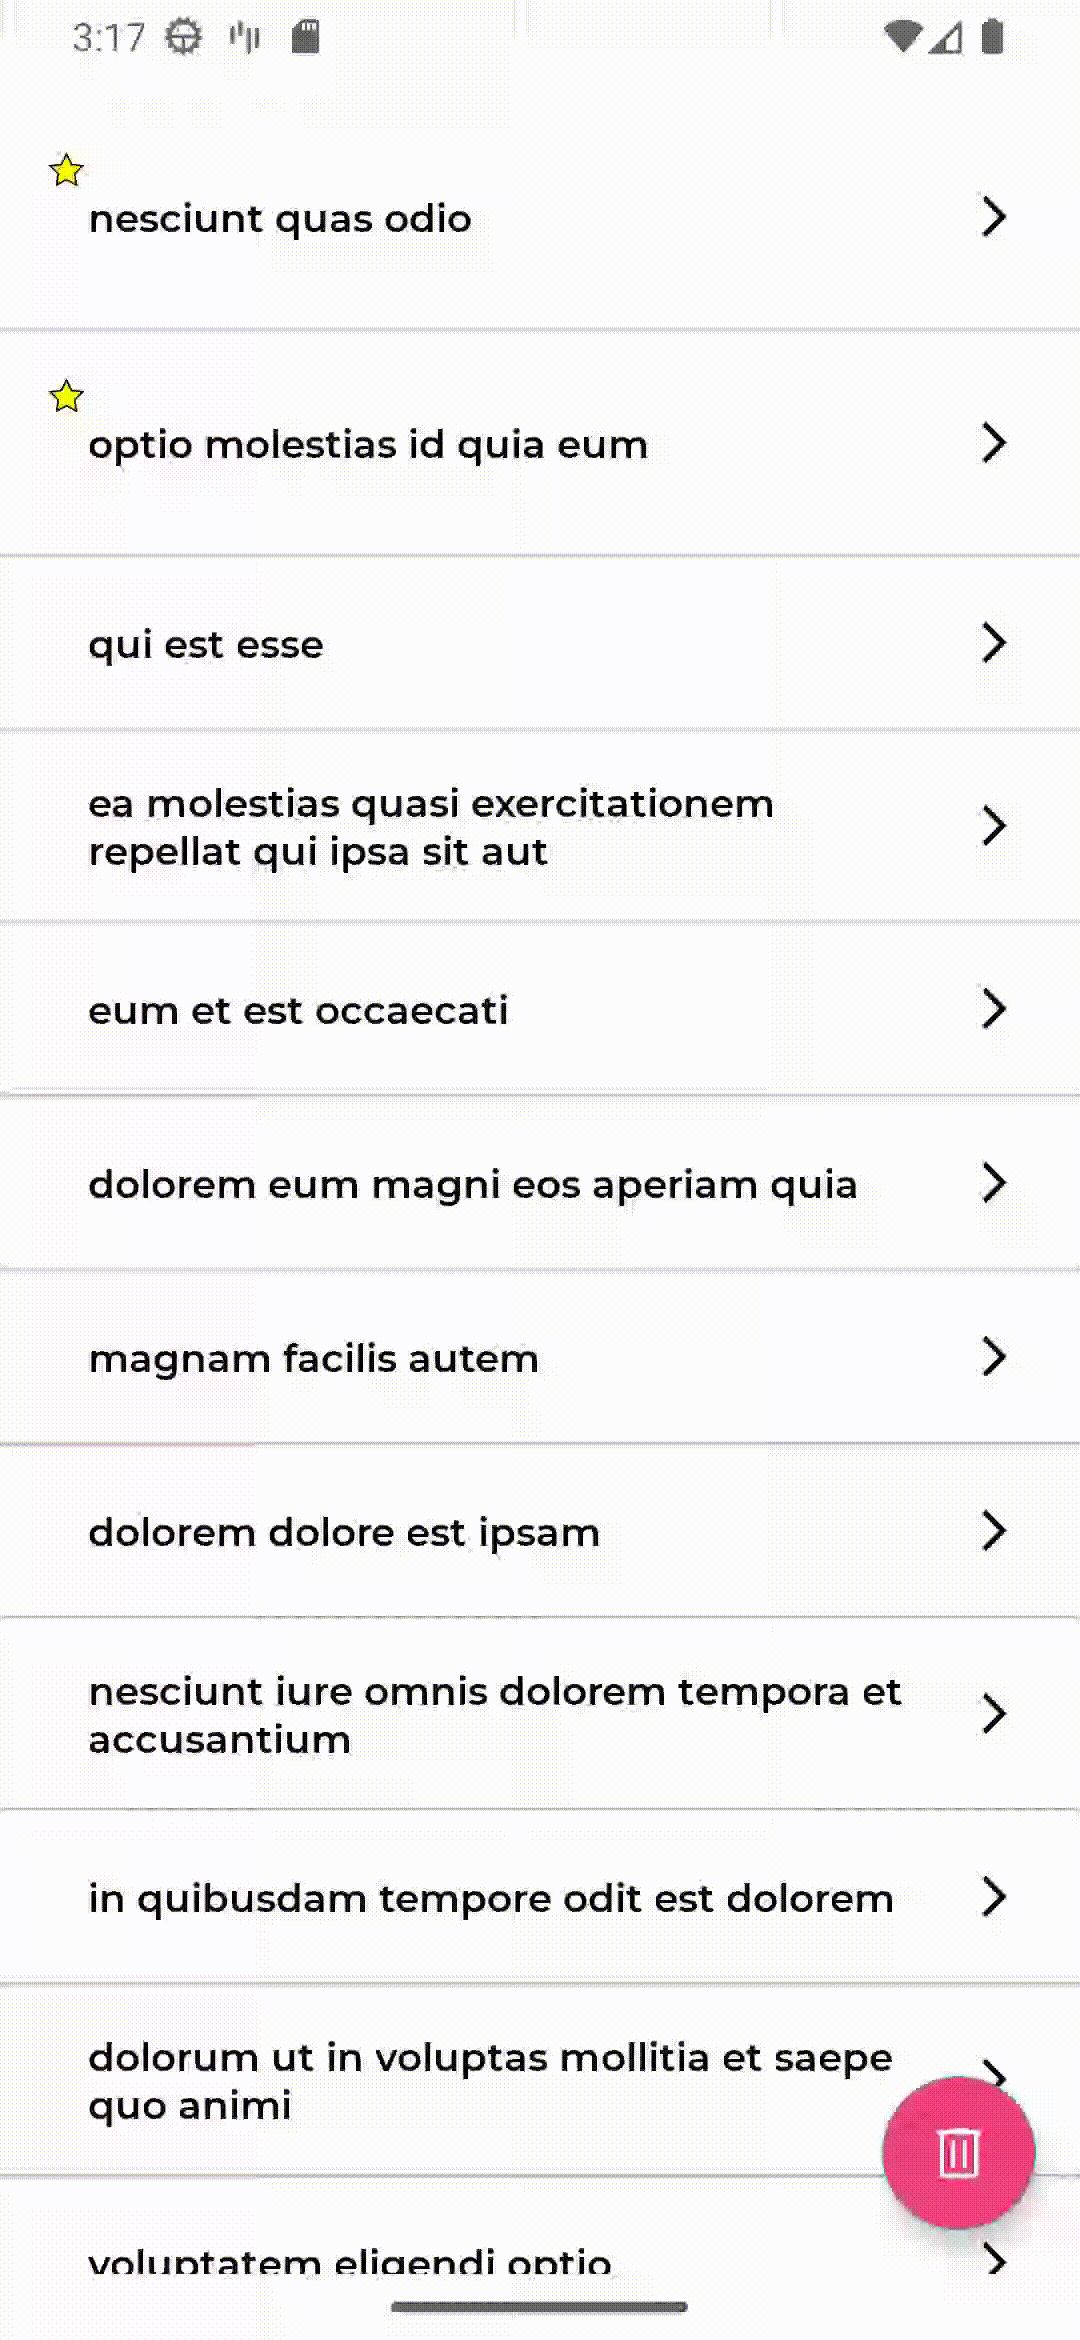 3:17
nesciunt quas odio
optio molestias id quia eum
qui est esse
ea molestias quasi exercitationem
repellat qui ipsa sit aut
eum et est occaecati
dolorem eum magni eos aperiam quia
magnam facilis autem
dolorem dolore est ipsam
nesciunt iure omnis dolorem tempora et
accusantium
in quibusdam tempore odit est dolorem
dolorum ut in voluptas mollitia et saepe
quo animi
voluptatem eligendi optio